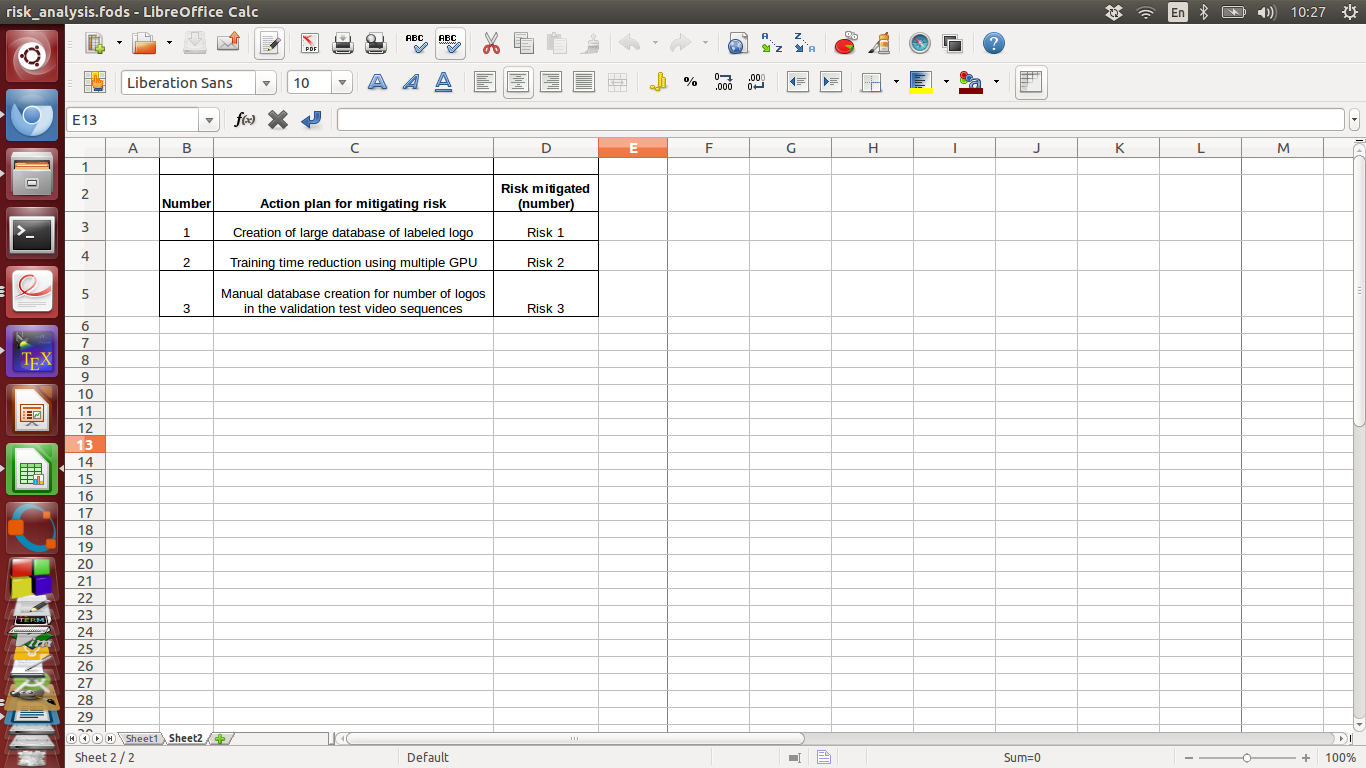 risk_analysis.fods - LibreOffice Calc
En
10:27
Liberation Sans
10
E13
A B C D E F G H I J K L M
1
2
Number
Action plan for mitigating risk
Risk mitigated
(number)
3
1
Creation of large database of labeled logo
Risk 1
4
2
Training time reduction using multiple GPU
Risk 2
5
3
Manual database creation for number of logos
in the validation test video sequences
Risk 3
6
7
8
9
10
11
12
13
14
15
16
17
18
19
20
21
22
23
24
25
26
27
28
29
Sheet1
Sheet2
Sheet 2 / 2
Default
Sum=0
100%
TEX
TERM